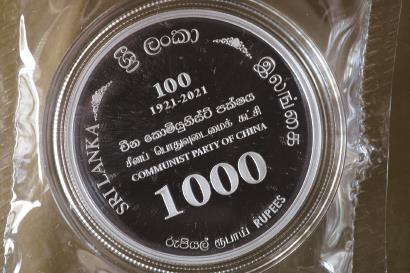 ශ්‍රී ලංකා
இலங்கை
SRI LANKA
100
1921-2021
චීන කොමියුනිස්ට් පක්ෂය
சீனப் பொதுவுடைமைக் கட்சி
COMMUNIST PARTY OF CHINA
1000
රුපියල් ரூபாய் RUPEES